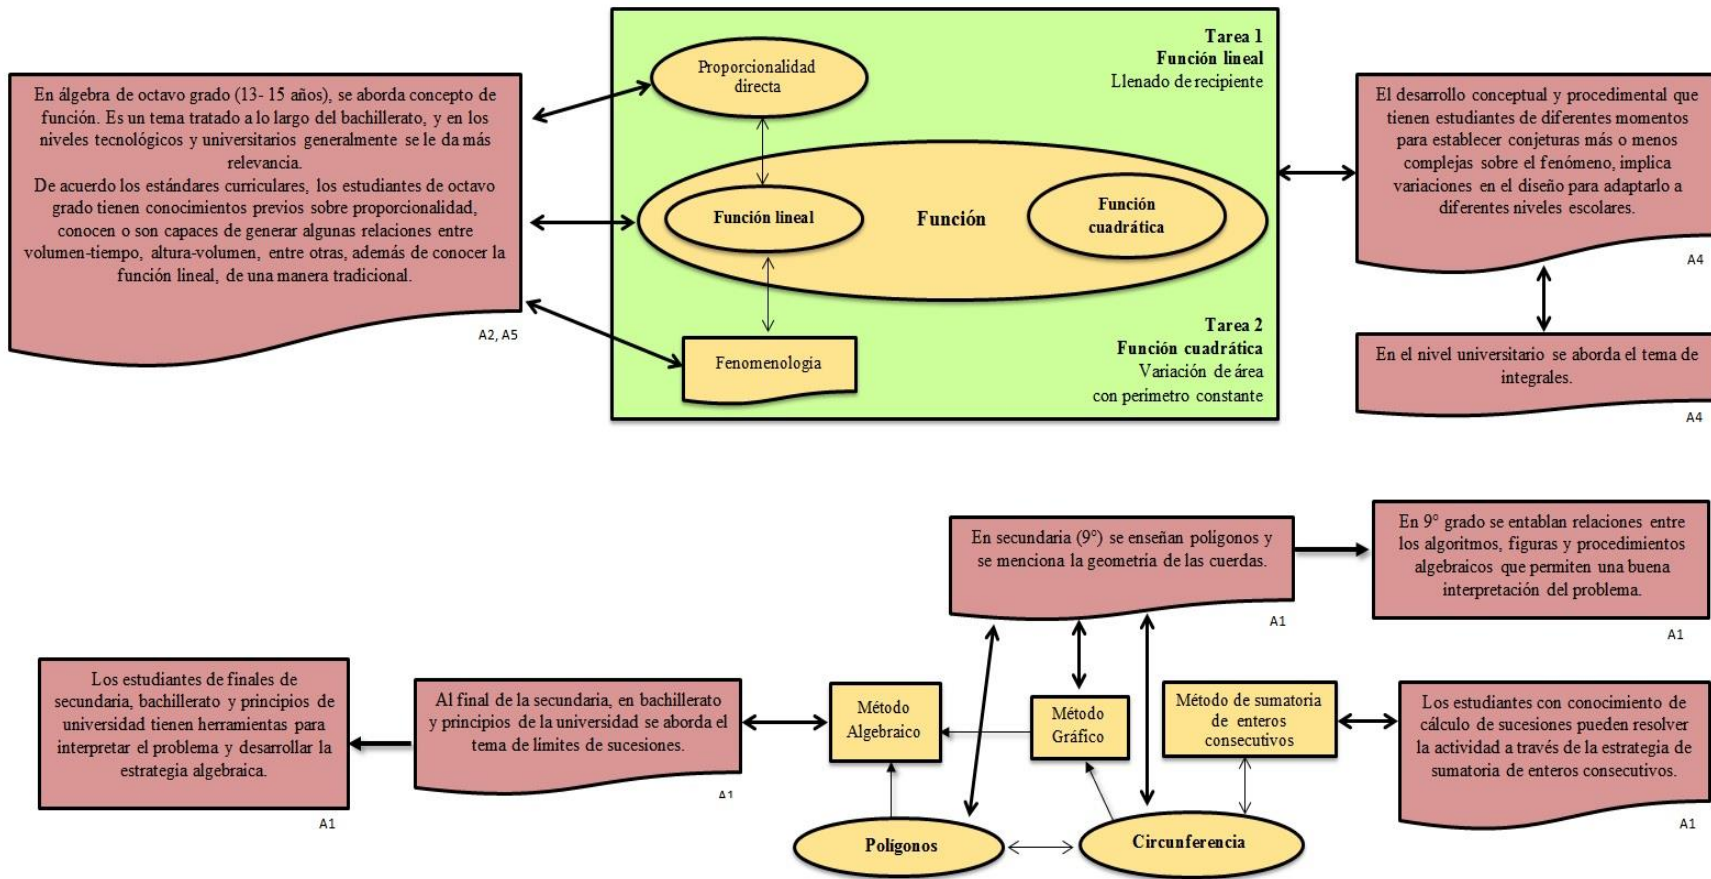 En álgebra de octavo grado (13- 15 años), se aborda concepto de
función. Es un tema tratado a lo largo del bachillerato, y en los
niveles tecnológicos y universitarios generalmente se le da más
relevancia.
De acuerdo los estándares curriculares, los estudiantes de octavo
grado tienen conocimientos previos sobre proporcionalidad,
conocen o son capaces de generar algunas relaciones entre
volumen-tiempo, altura-volumen, entre otras, además de conocer la
función lineal, de una manera tradicional.
A2, A5
Tarea 1
Función lineal
Llenado de recipiente
Proporcionalidad
directa
Función lineal
Función
Función
cuadrática
Fenomenología
Tarea 2
Función cuadrática
Variación de área
con perimetro constante
El desarrollo conceptual y procedimental que
tienen estudiantes de diferentes momentos
para establecer conjeturas más o menos
complejas sobre el fenómeno, implica
variaciones en el diseño para adaptarlo a
diferentes niveles escolares.
A4
En el nivel universitario se aborda el tema de
integrales.
A4
En secundaria (9°) se enseñan polígonos y
se menciona la geometría de las cuerdas.
A1
En 9° grado se entablan relaciones entre
los algoritmos, figuras y procedimientos
algebraicos que permiten una buena
interpretación del problema.
A1
Los estudiantes de finales de
secundaria, bachillerato y principios de
universidad tienen herramientas para
interpretar el problema y desarrollar la
estrategia algebraica.
A1
Al final de la secundaria, en bachillerato
y principios de la universidad se aborda el
tema de limites de sucesiones.
A1
Método
Algebraico
Método
Gráfico
Método de sumatoria
de enteros
consecutivos
Los estudiantes con conocimiento de
cálculo de sucesiones pueden resolver
la actividad a través de la estrategia de
sumatoria de enteros consecutivos.
A1
Polígonos
Circunferencia